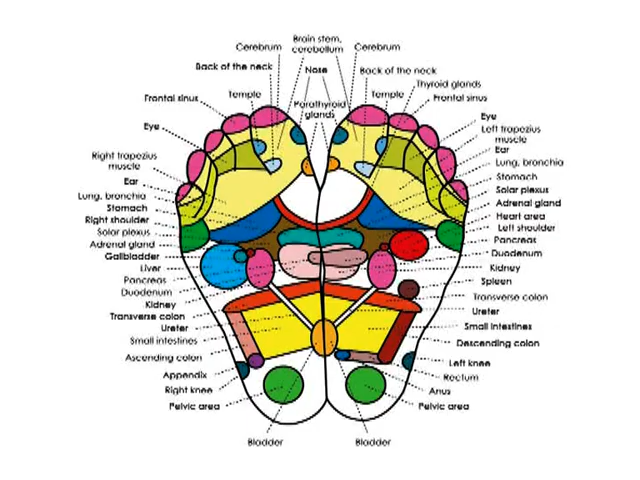 Brain stem,
cerebellum
Cerebrum
Cerebrum
Back of the neck
Nose
Back of the neck
Thyroid glands
Temple
Temple
Frontal sinus
Parathyroid
glands
Frontal sinus
Eye
Eye
Left trapezius
muscle
Right trapezius
muscle
Ear
Lung, bronchia
Ear
Stomach
Lung, bronchia
Solar plexus
Stomach
Adrenal gland
Right shoulder
Heart area
Solar plexus
Left shoulder
Adrenal gland
Pancreas
Gallbladder
Duodenum
Liver
Kidney
Pancreas
Spleen
Duodenum
Transverse colon
Kidney
Ureter
Transverse colon
Small intestines
Ureter
Descending colon
Small intestines
Ascending colon
Left knee
Appendix
Rectum
Right knee
Anus
Pelvic area
Pelvic area
Bladder
Bladder